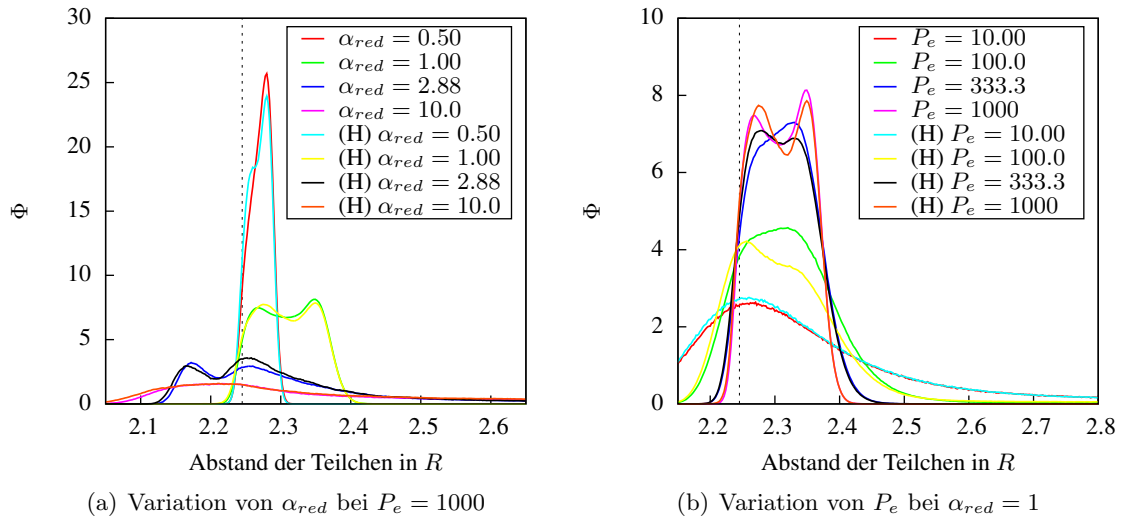 30
25
20
15
10
5
0
Φ
2.1 2.2 2.3 2.4 2.5 2.6
Abstand der Teilchen in R
α_red = 0.50
α_red = 1.00
α_red = 2.88
α_red = 10.0
(H) α_red = 0.50
(H) α_red = 1.00
(H) α_red = 2.88
(H) α_red = 10.0
(a) Variation von α_red bei P_e = 1000
10
8
6
4
2
0
Φ
2.2 2.3 2.4 2.5 2.6 2.7 2.8
Abstand der Teilchen in R
P_e = 10.00
P_e = 100.0
P_e = 333.3
P_e = 1000
(H) P_e = 10.00
(H) P_e = 100.0
(H) P_e = 333.3
(H) P_e = 1000
(b) Variation von P_e bei α_red = 1